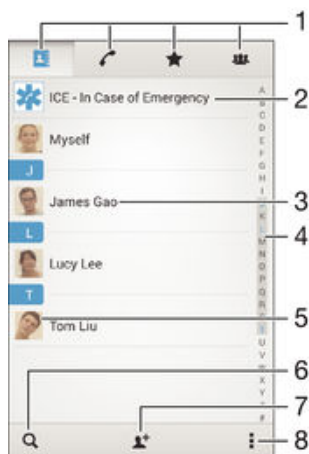 1
ICE - In Case of Emergency
2
Myself
J
James Gao
3
L
4
Lucy Lee
T
Tom Liu
5
6
7
8
A
B
C
D
E
F
G
H
I
J
K
L
M
N
O
P
Q
R
S
T
U
V
W
X
Y
Z
#